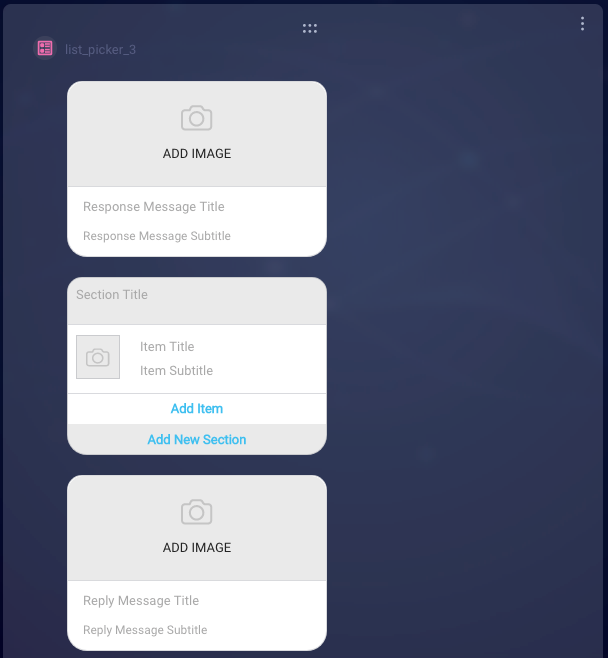 list_picker_3
ADD IMAGE
Response Message Title
Response Message Subtitle
Section Title
Item Title
Item Subtitle
Add Item
Add New Section
ADD IMAGE
Reply Message Title
Reply Message Subtitle